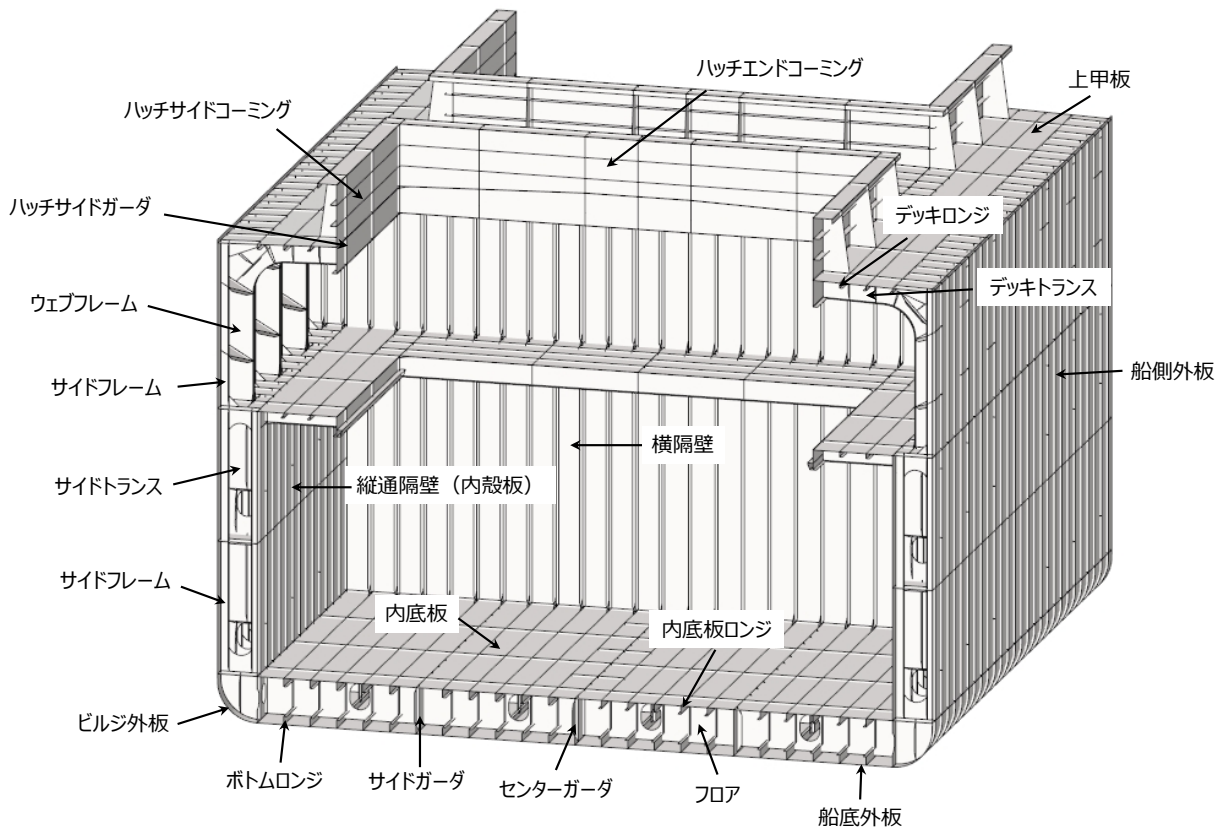 ハッチエンドコーミング
上甲板
ハッチサイドコーミング
ハッチサイドガーダ
デッキロンジ
デッキトランス
ウェブフレーム
サイドフレーム
船側外板
横隔壁
サイドトランス
縦通隔壁（内殻板）
サイドフレーム
内底板
内底板ロンジ
ビルジ外板
ボトムロンジ
サイドガーダ
センターガーダ
フロア
船底外板